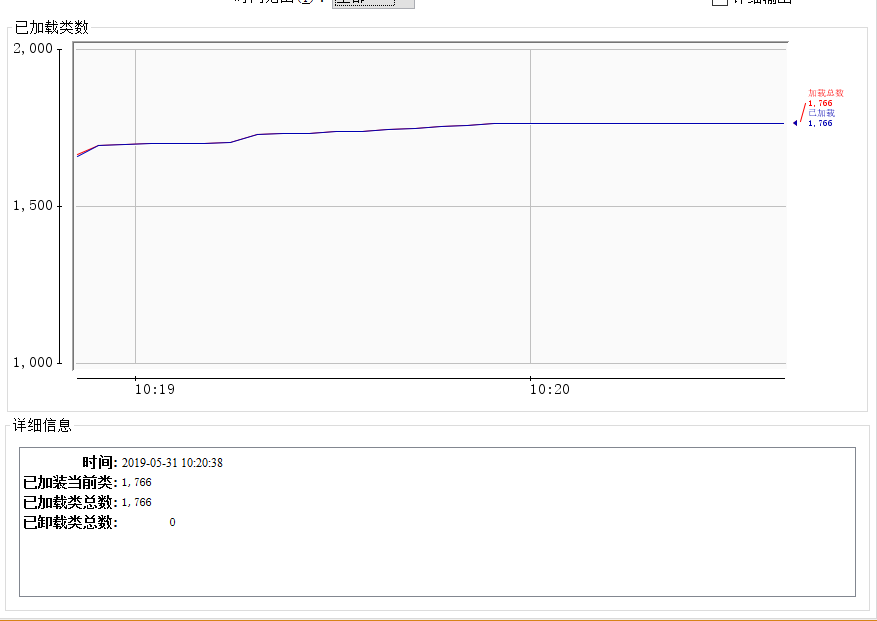 已加载类数
2,000
加载总数
1,766
已加载
1,766
1,500
1,000
10:19
10:20
详细信息
时间: 2019-05-31 10:20:38
已加装当前类: 1,766
已加载类总数: 1,766
已卸载类总数: 0